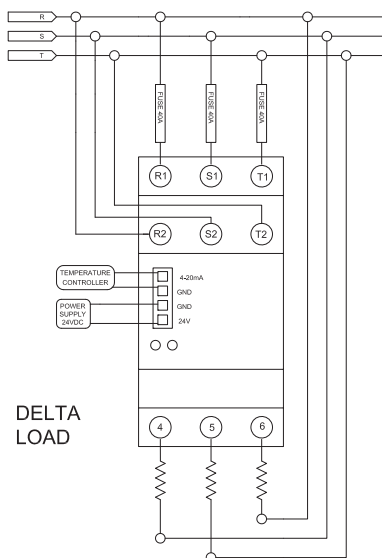 R
S
T
FUSE 40A
FUSE 40A
FUSE 40A
R1
S1
T1
R2
S2
T2
TEMPERATURE
CONTROLLER
4-20mA
GND
POWER
SUPPLY
24VDC
GND
24V
DELTA
LOAD
4
5
6